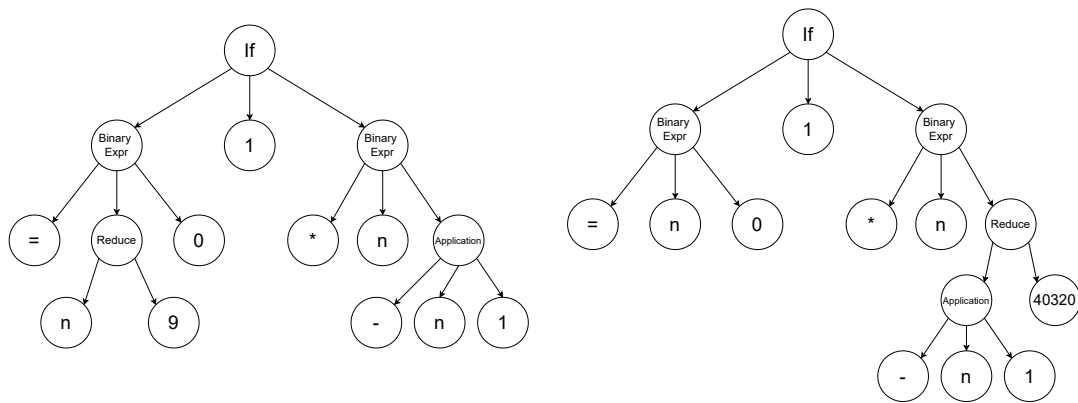 If
Binary
Expr
1
Binary
Expr
=
Reduce
0
*
n
Application
n
9
-
n
1
If
Binary
Expr
1
Binary
Expr
=
n
0
*
n
Reduce
Application
40320
-
n
1